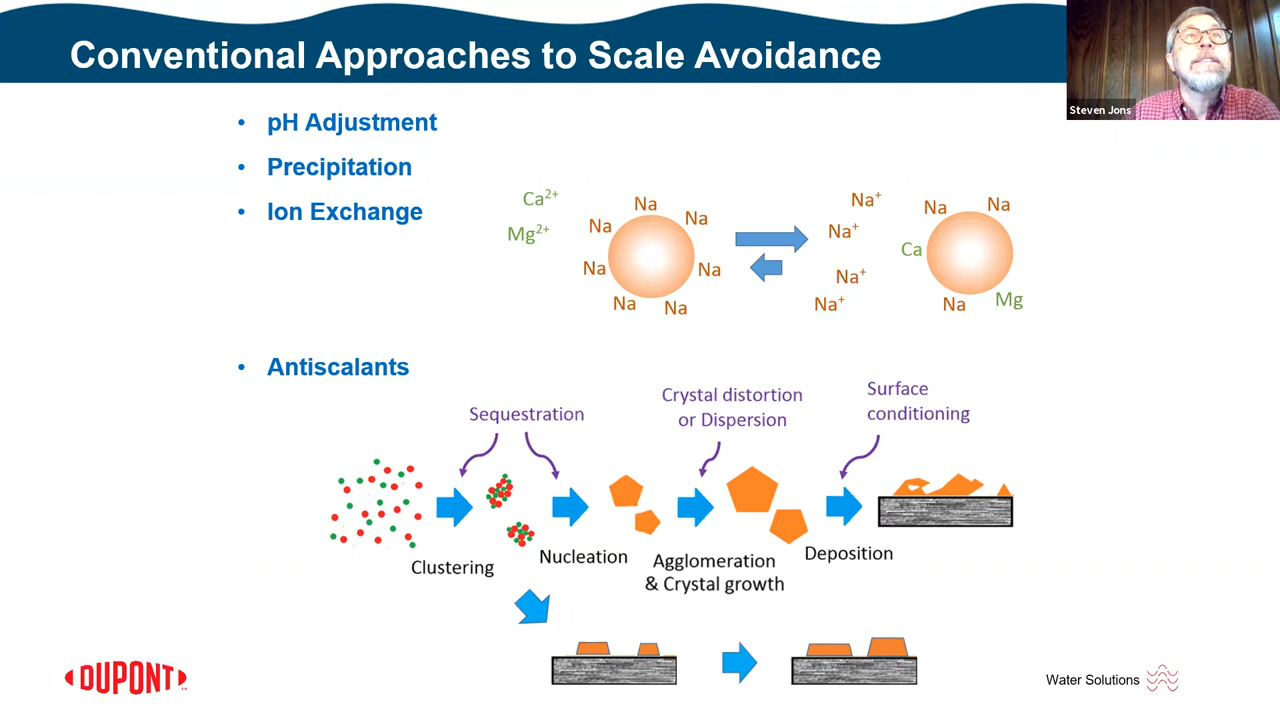 Conventional Approaches to Scale Avoidance
Steven Jons
• pH Adjustment
• Precipitation
• Ion Exchange
Ca²⁺
Mg²⁺
Na
Na
Na
Na
Na
Na
Na
Na⁺
Na⁺
Na⁺
Na⁺
Na
Na
Ca
Na
Mg
• Antiscalants
Sequestration
Crystal distortion
or Dispersion
Surface
conditioning
Clustering
Nucleation
Agglomeration
& Crystal growth
Deposition
DUPONT™
Water Solutions